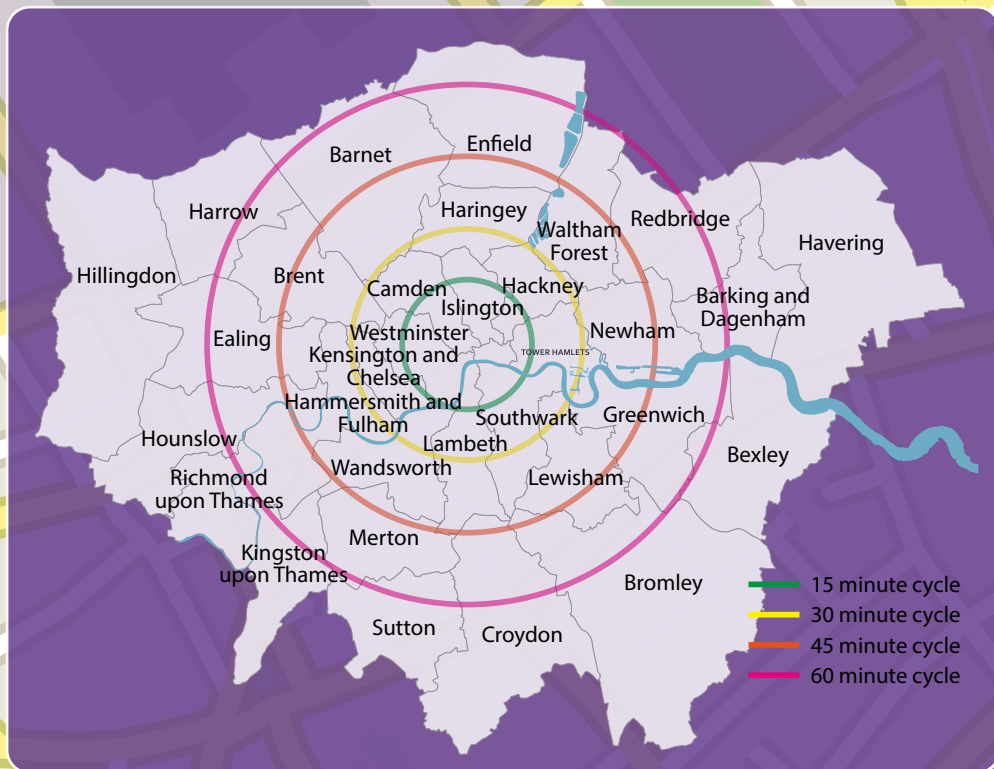 Enfield
Barnet
Haringey
Harrow
Redbridge
Waltham
Forest
Havering
Hillingdon
Brent
Camden
Hackney
Islington
Barking and
Dagenham
Ealing
Westminster
Newham
Kensington and
Chelsea
TOWER HAMLETS
Hammersmith and
Fulham
Southwark
Greenwich
Hounslow
Lambeth
Bexley
Wandsworth
Richmond
upon Thames
Lewisham
Merton
Kingston
upon Thames
Bromley
Sutton
Croydon
15 minute cycle
30 minute cycle
45 minute cycle
60 minute cycle